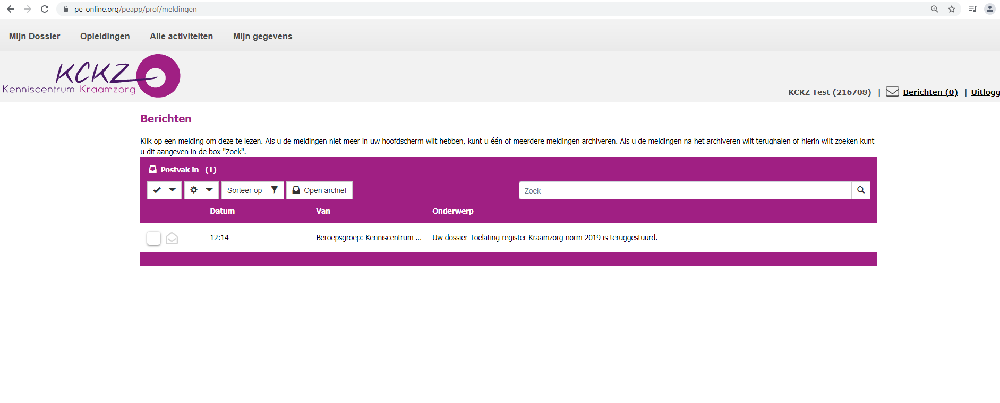 pe-online.org/peapp/prof/meldingen
Mijn Dossier Opleidingen Alle activiteiten Mijn gegevens
KCKZ
Kenniscentrum Kraamzorg
KCKZ Test (216708) | Berichten (0) | Uitlogg
Berichten
Klik op een melding om deze te lezen. Als u de meldingen niet meer in uw hoofdscherm wilt hebben, kunt u één of meerdere meldingen archiveren. Als u de meldingen na het archiveren wilt terughalen of hierin wilt zoeken kunt
u dit aangeven in de box "Zoek".
Postvak in (1)
Sorteer op Open archief Zoek
Datum Van Onderwerp
12:14 Beroepsgroep: Kenniscentrum ... Uw dossier Toelating register Kraamzorg norm 2019 is teruggestuurd.